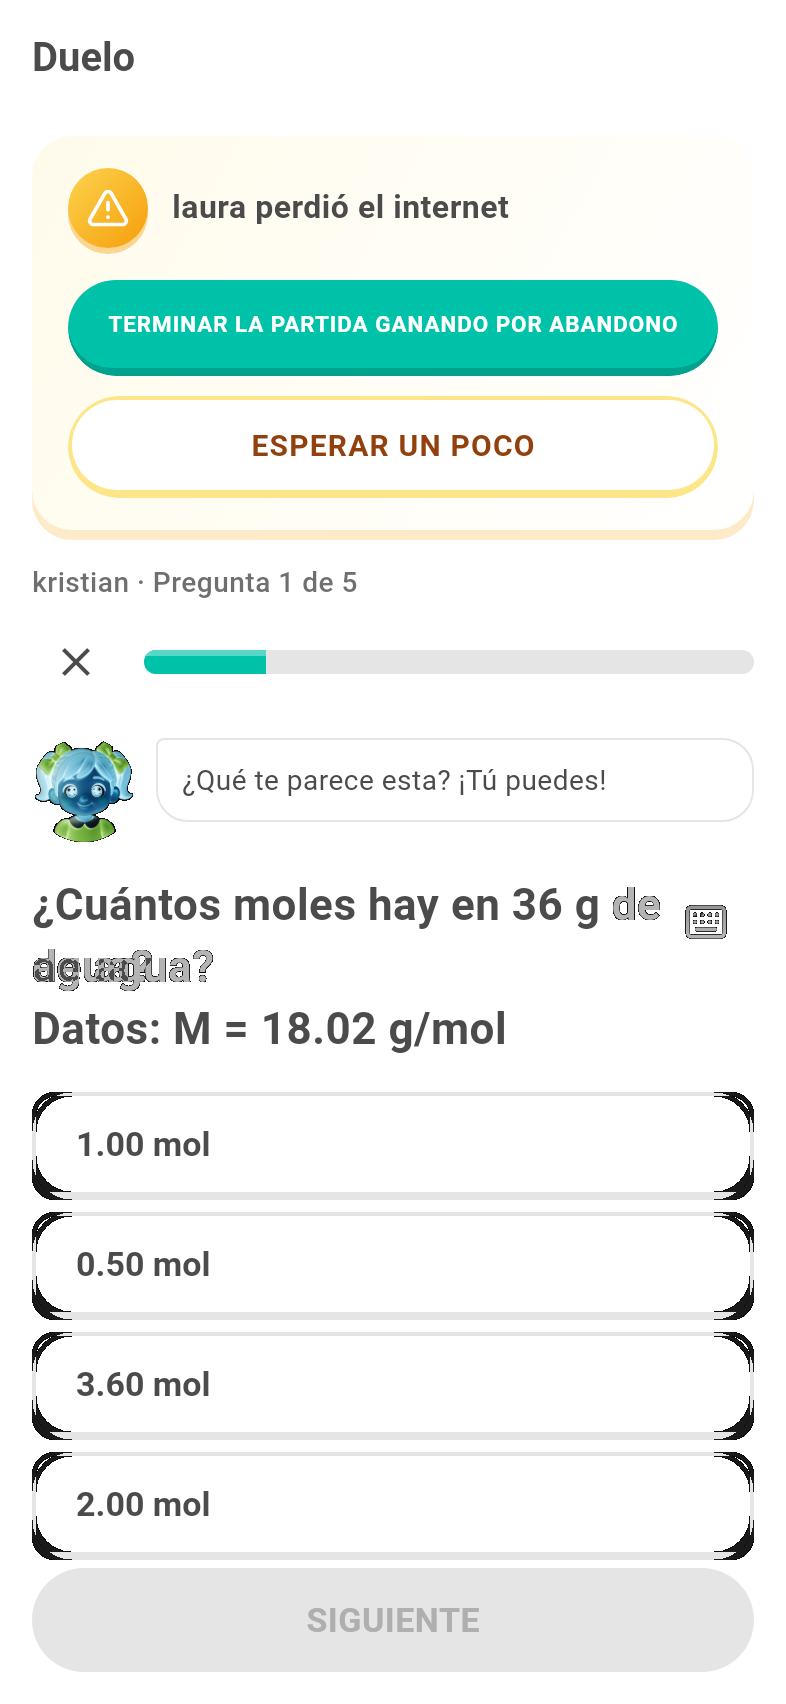 Duelo
laura perdió el internet
TERMINAR LA PARTIDA GANANDO POR ABANDONO
ESPERAR UN POCO
kristian · Pregunta 1 de 5
¿Qué te parece esta? ¡Tú puedes!
¿Cuántos moles hay en 36 g de
agua?
Datos: M = 18.02 g/mol
1.00 mol
0.50 mol
3.60 mol
2.00 mol
SIGUIENTE